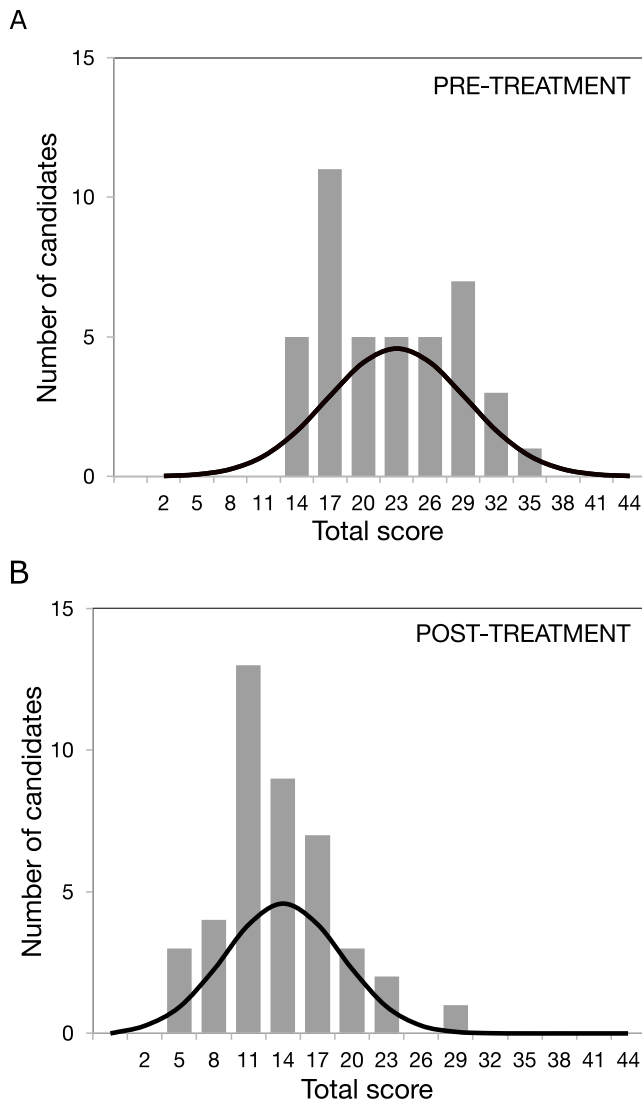 A
15
PRE-TREATMENT
10
5
0
Number of candidates
2 5 8 11 14 17 20 23 26 29 32 35 38 41 44
Total score
B
15
POST-TREATMENT
10
5
0
Number of candidates
2 5 8 11 14 17 20 23 26 29 32 35 38 41 44
Total score